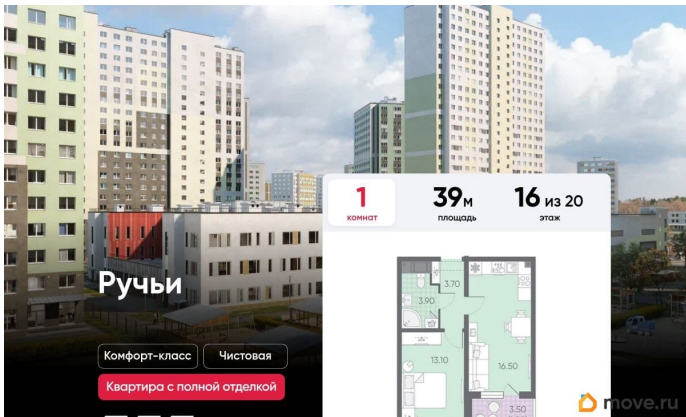 1
комнат
39м
площадь
16 из 20
этаж
Ручьи
Комфорт-класс
Чистовая
Квартира с полной отделкой
3.70
3.90
13.10
16.50
3.50
move.ru